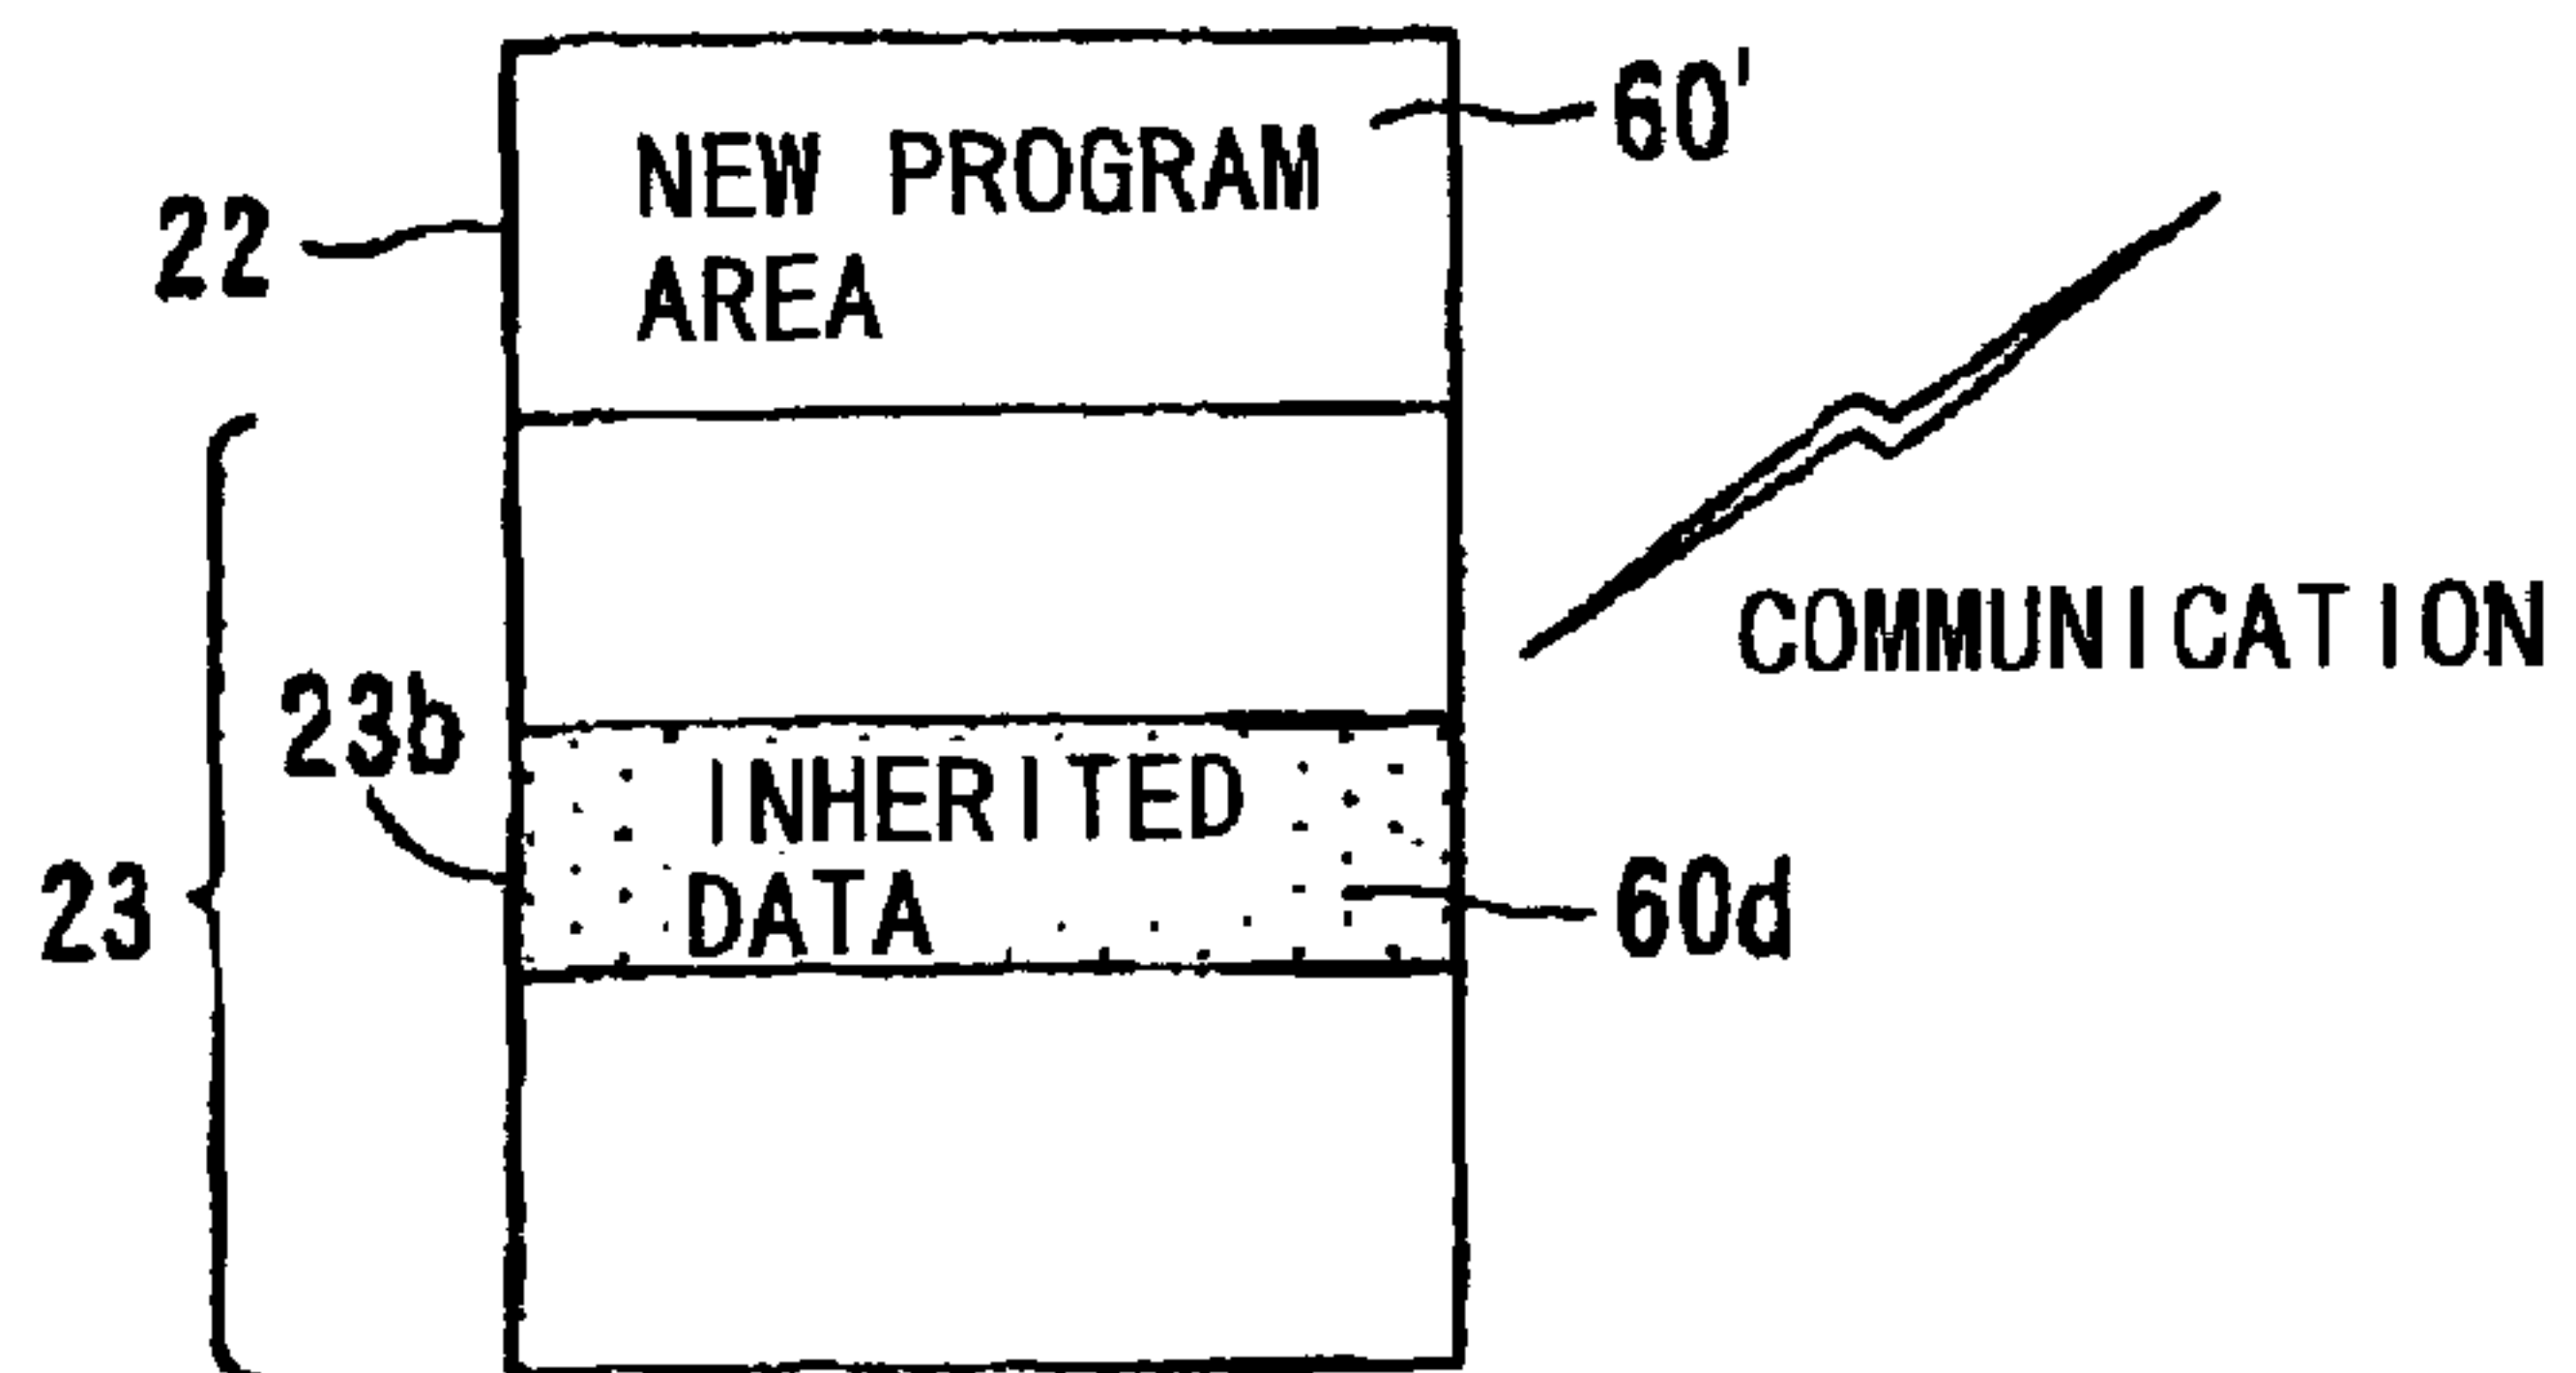 60'
NEW PROGRAM
AREA
22
COMMUNICATION
23b
INHERITED
DATA
23
60d